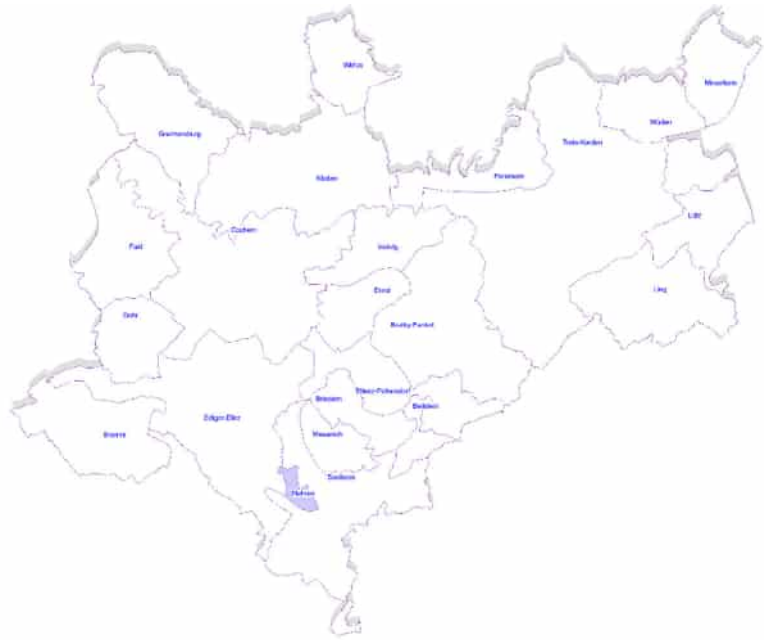 Wirfus
Moselkern
Müden
Greimersburg
Treis-Karden
Klotten
Pommern
Lütz
Cochem
Faid
Valwig
Lieg
Ernst
Dohr
Bruttig-Fankel
Ellenz-Poltersdorf
Briedern
Beilstein
Ediger-Eller
Mesenich
Bremm
Senheim
Nehren